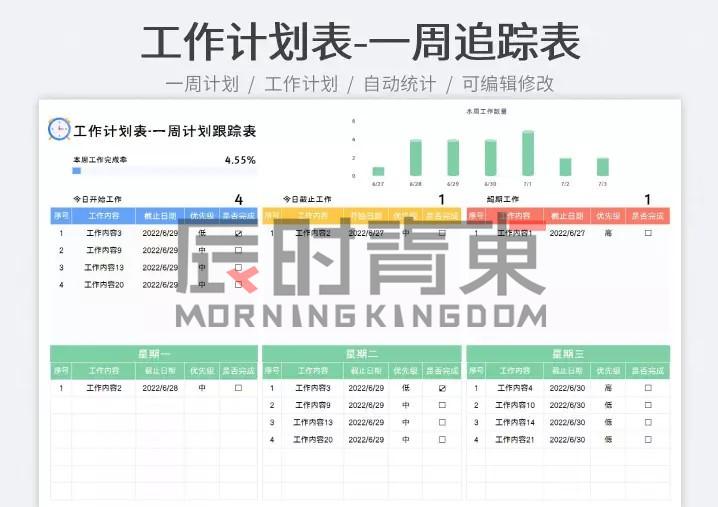 工作计划表-一周追踪表
一周计划 / 工作计划 / 自动统计 / 可编辑修改
工作计划表-一周计划跟踪表
本周工作完成率 4.55%
本周工作数量
6
4
2
0
6/27 6/28 6/29 6/30 7/1 7/2 7/3
今日开始工作 4 今日截止工作 1 超期工作 1
序号 工作内容 截止日期 优先级 是否完成 序号 工作内容 开始日期 优先级 是否完成 序号 工作内容 截止日期 优先级 是否完成
1 工作内容3 2022/6/29 低 ☑ 1 工作内容2 2022/6/27 中 ☐ 1 工作内容1 2022/6/27 高 ☐
2 工作内容9 2022/6/29 中 ☐
3 工作内容13 2022/6/29 中 ☐
4 工作内容20 2022/6/29 中 ☐
辰时青東
MORNING KINGDOM
星期一 星期二 星期三
序号 工作内容 截止日期 优先级 是否完成 序号 工作内容 截止日期 优先级 是否完成 序号 工作内容 截止日期 优先级 是否完成
1 工作内容2 2022/6/28 中 ☐ 1 工作内容3 2022/6/29 低 ☑ 1 工作内容4 2022/6/30 高 ☐
2 工作内容9 2022/6/29 中 ☐ 2 工作内容10 2022/6/30 低 ☐
3 工作内容13 2022/6/29 中 ☐ 3 工作内容14 2022/6/30 低 ☐
4 工作内容20 2022/6/29 中 ☐ 4 工作内容21 2022/6/30 低 ☐